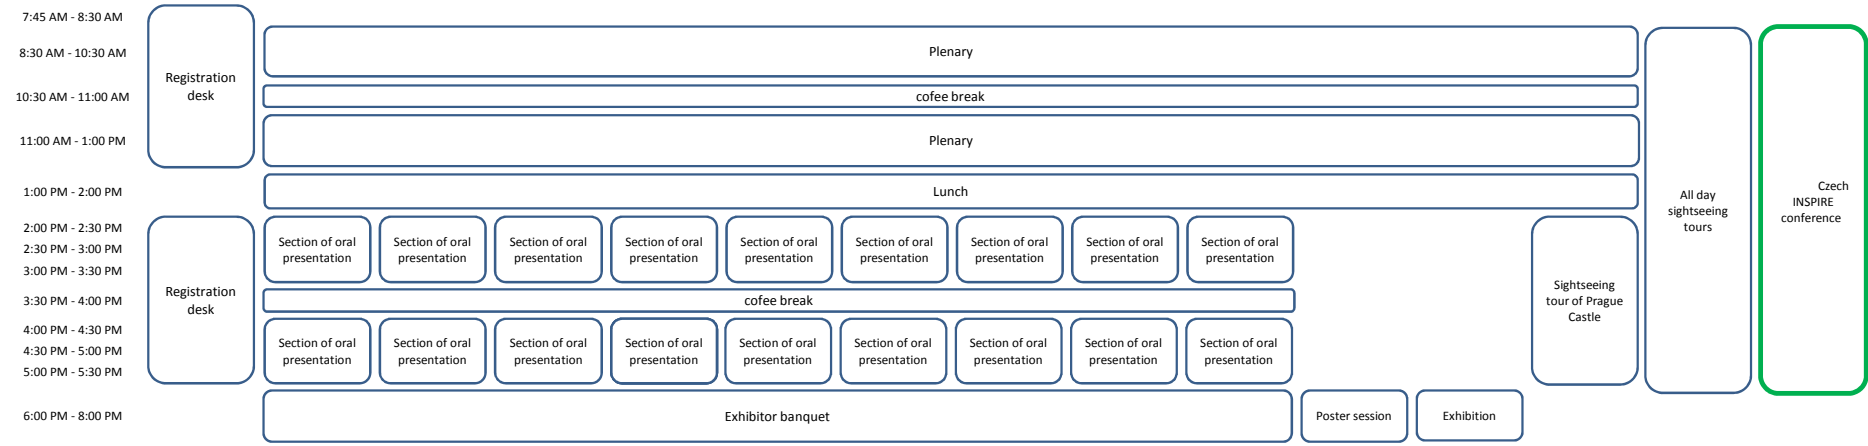 7:45 AM - 8:30 AM
8:30 AM - 10:30 AM
Plenary
Registration
desk
10:30 AM - 11:00 AM
cofee break
11:00 AM - 1:00 PM
Plenary
1:00 PM - 2:00 PM
Lunch
All day
sightseeing
tours
Czech
INSPIRE
conference
2:00 PM - 2:30 PM
2:30 PM - 3:00 PM
3:00 PM - 3:30 PM
Section of oral
presentation
Section of oral
presentation
Section of oral
presentation
Section of oral
presentation
Section of oral
presentation
Section of oral
presentation
Section of oral
presentation
Section of oral
presentation
Section of oral
presentation
Registration
desk
3:30 PM - 4:00 PM
cofee break
Sightseeing
tour of Prague
Castle
4:00 PM - 4:30 PM
4:30 PM - 5:00 PM
5:00 PM - 5:30 PM
Section of oral
presentation
Section of oral
presentation
Section of oral
presentation
Section of oral
presentation
Section of oral
presentation
Section of oral
presentation
Section of oral
presentation
Section of oral
presentation
Section of oral
presentation
6:00 PM - 8:00 PM
Exhibitor banquet
Poster session
Exhibition